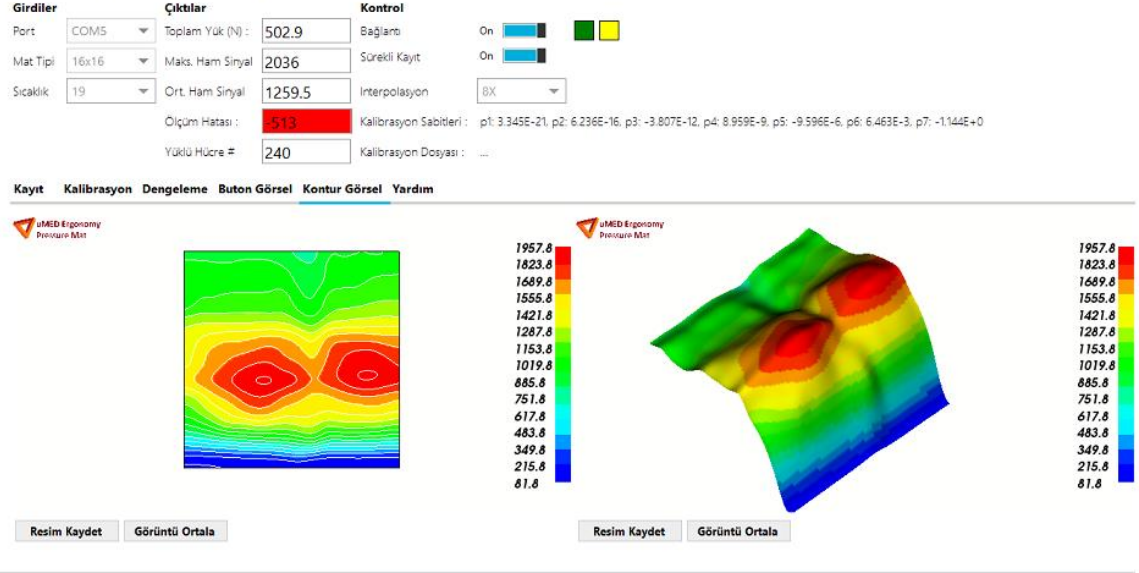 Girdiler Çıktılar Kontrol
Port COM5 Toplam Yük (N) : 502.9 Bağlantı On
Mat Tipi 16x16 Maks. Ham Sinyal 2036 Sürekli Kayıt On
Sıcaklık 19 Ort. Ham Sinyal 1259.5 Interpolasyon 8X
Ölçüm Hatası : -513 Kalibrasyon Sabitleri : p1: 3.345E-21, p2: 6.236E-16, p3: -3.807E-12, p4: 8.959E-9, p5: -9.596E-6, p6: 6.463E-3, p7: -1.144E+0
Yüklü Hücre # 240 Kalibrasyon Dosyası : ...
Kayıt Kalibrasyon Dengeleme Buton Görsel Kontur Görsel Yardım
uMED Ergonomy
Pressure Mat
1957.8
1823.8
1689.8
1555.8
1421.8
1287.8
1153.8
1019.8
885.8
751.8
617.8
483.8
349.8
215.8
81.8
Resim Kaydet Görüntü Ortala
uMED Ergonomy
Pressure Mat
1957.8
1823.8
1689.8
1555.8
1421.8
1287.8
1153.8
1019.8
885.8
751.8
617.8
483.8
349.8
215.8
81.8
Resim Kaydet Görüntü Ortala